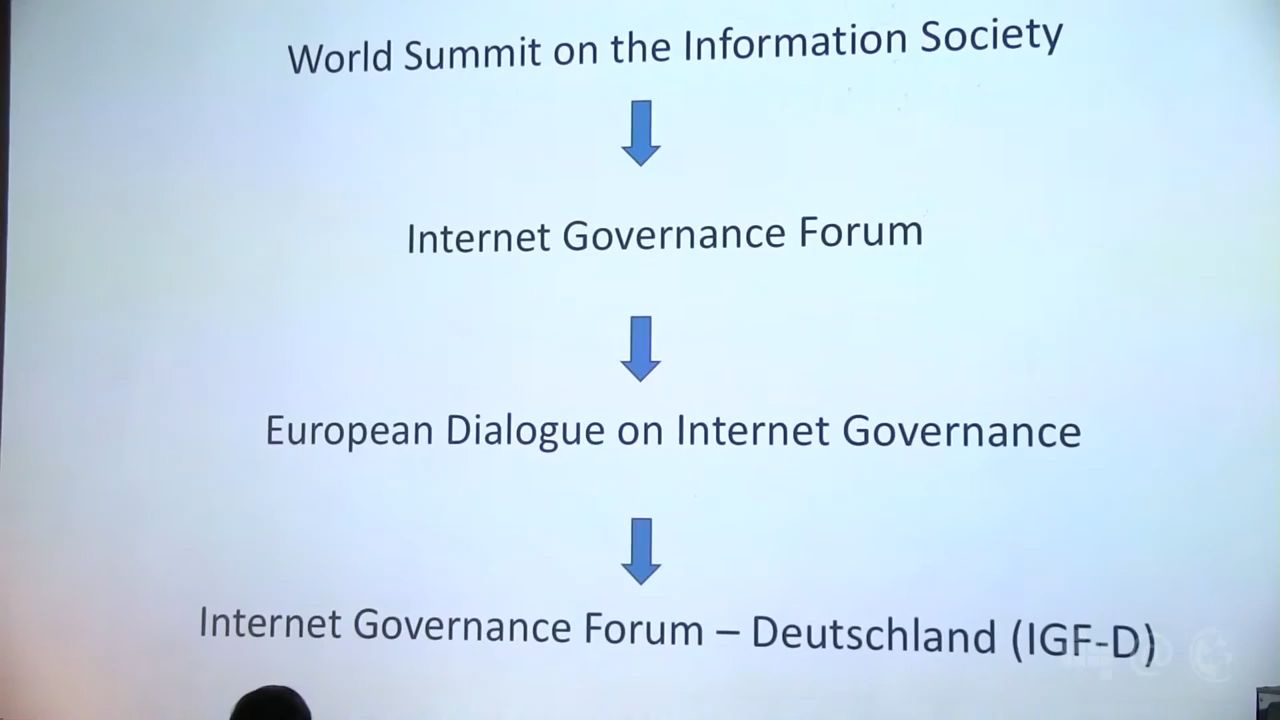 World Summit on the Information Society
Internet Governance Forum
European Dialogue on Internet Governance
Internet Governance Forum – Deutschland (IGF-D)